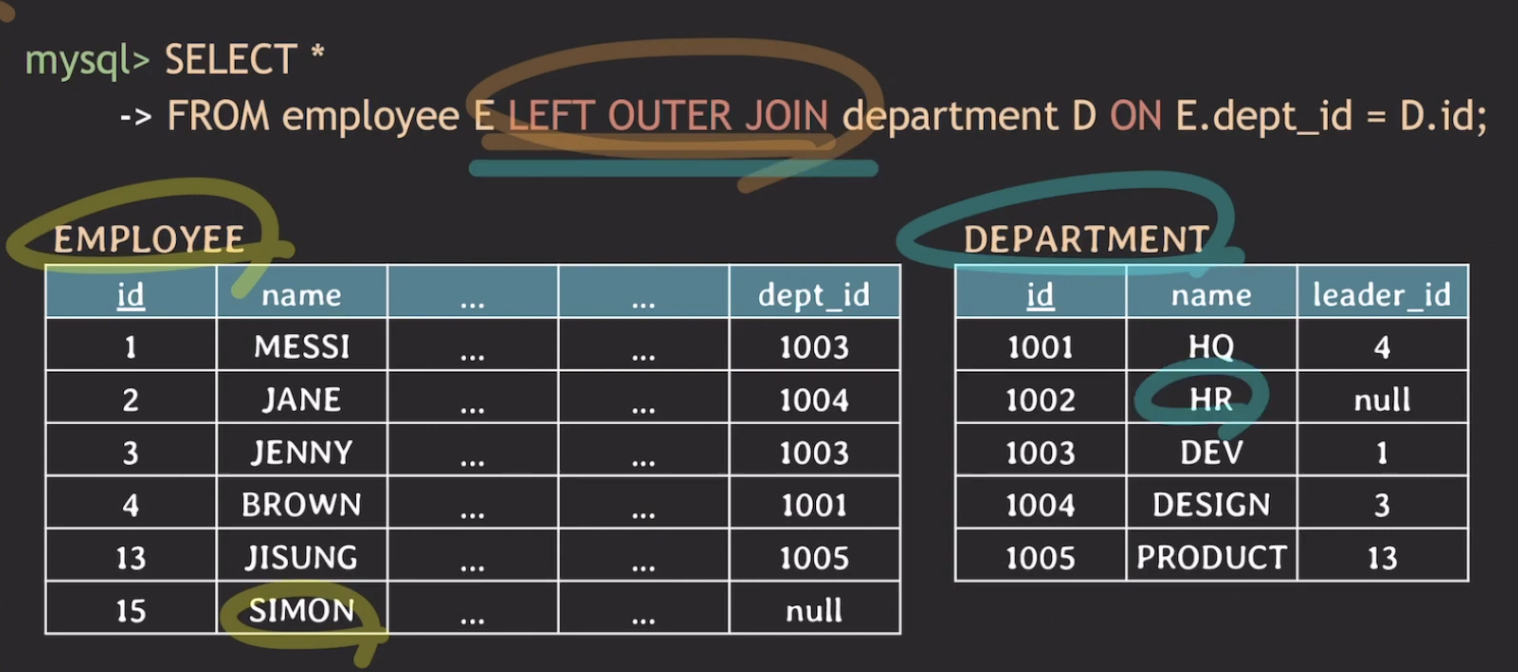 mysql> SELECT *
-> FROM employee E LEFT OUTER JOIN department D ON E.dept_id = D.id;
EMPLOYEE
id name ... ... dept_id
1 MESSI ... ... 1003
2 JANE ... ... 1004
3 JENNY ... ... 1003
4 BROWN ... ... 1001
13 JISUNG ... ... 1005
15 SIMON ... ... null
DEPARTMENT
id name leader_id
1001 HQ 4
1002 HR null
1003 DEV 1
1004 DESIGN 3
1005 PRODUCT 13